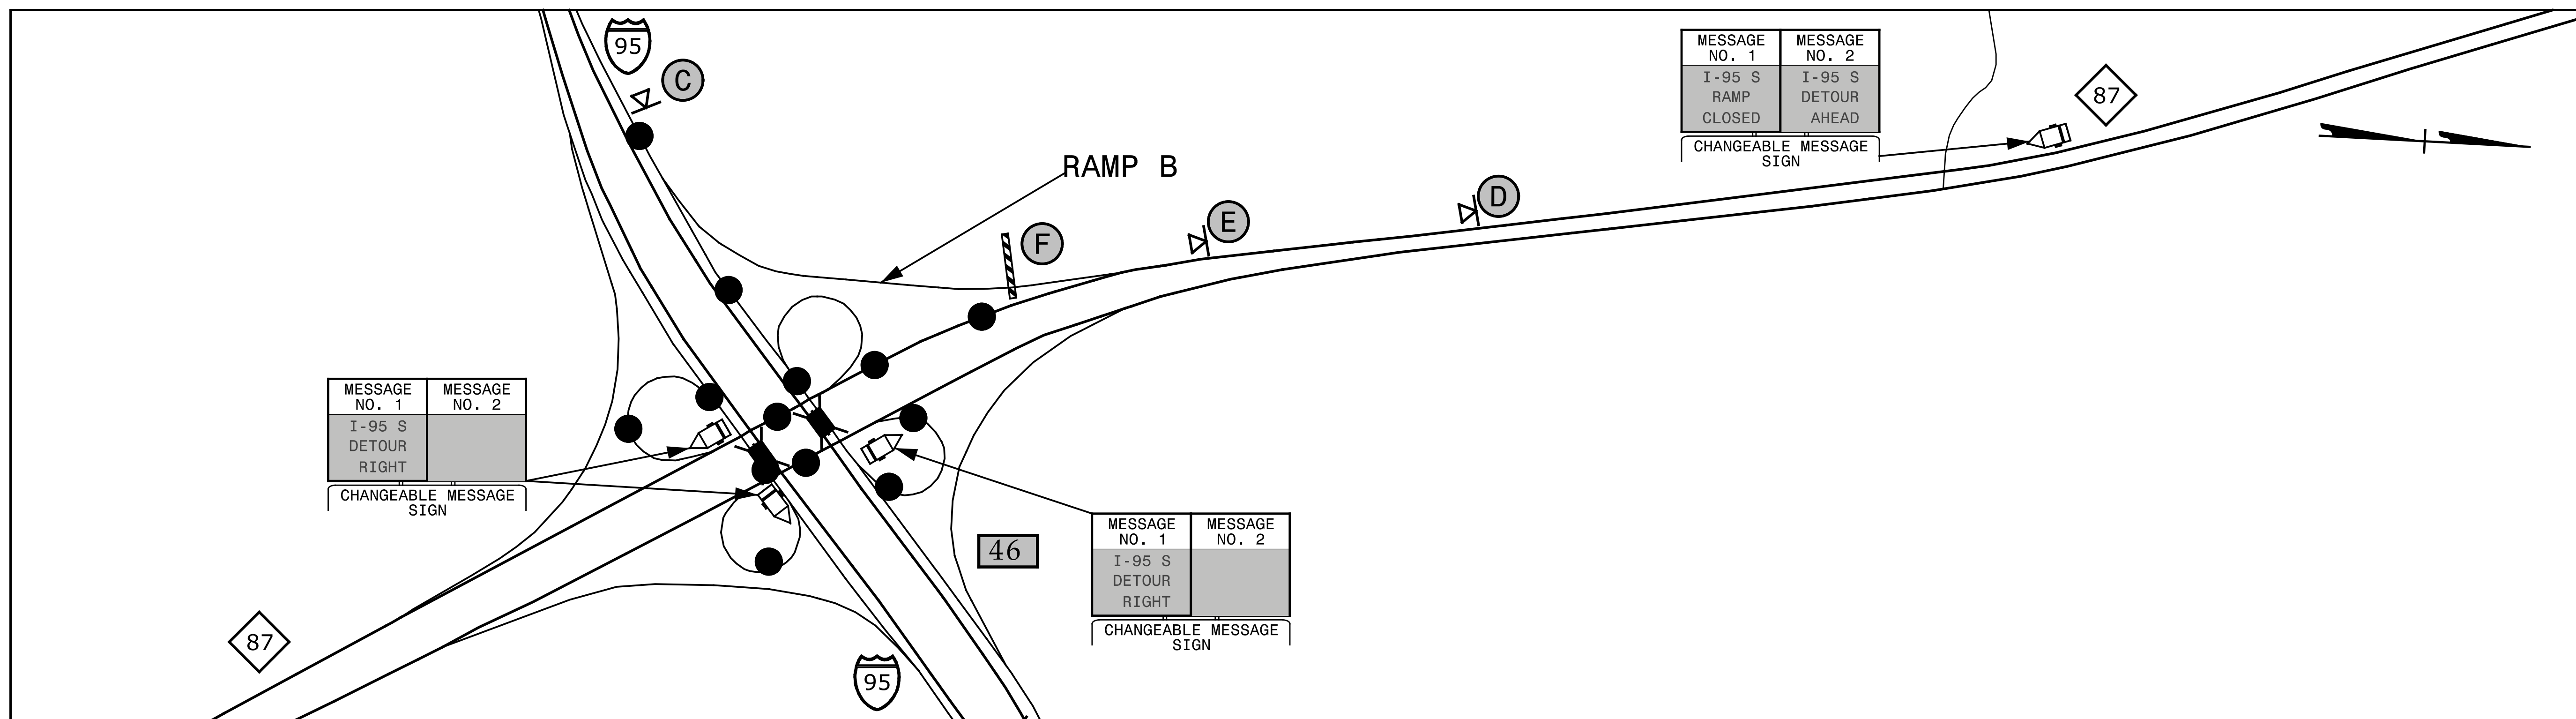 95
C
RAMP B
F
E
D
MESSAGE NO. 1
MESSAGE NO. 2
I-95 S
RAMP
CLOSED
I-95 S
DETOUR
AHEAD
CHANGEABLE MESSAGE
SIGN
87
MESSAGE NO. 1
MESSAGE NO. 2
I-95 S
DETOUR
RIGHT
CHANGEABLE MESSAGE
SIGN
46
MESSAGE NO. 1
MESSAGE NO. 2
I-95 S
DETOUR
RIGHT
CHANGEABLE MESSAGE
SIGN
87
95